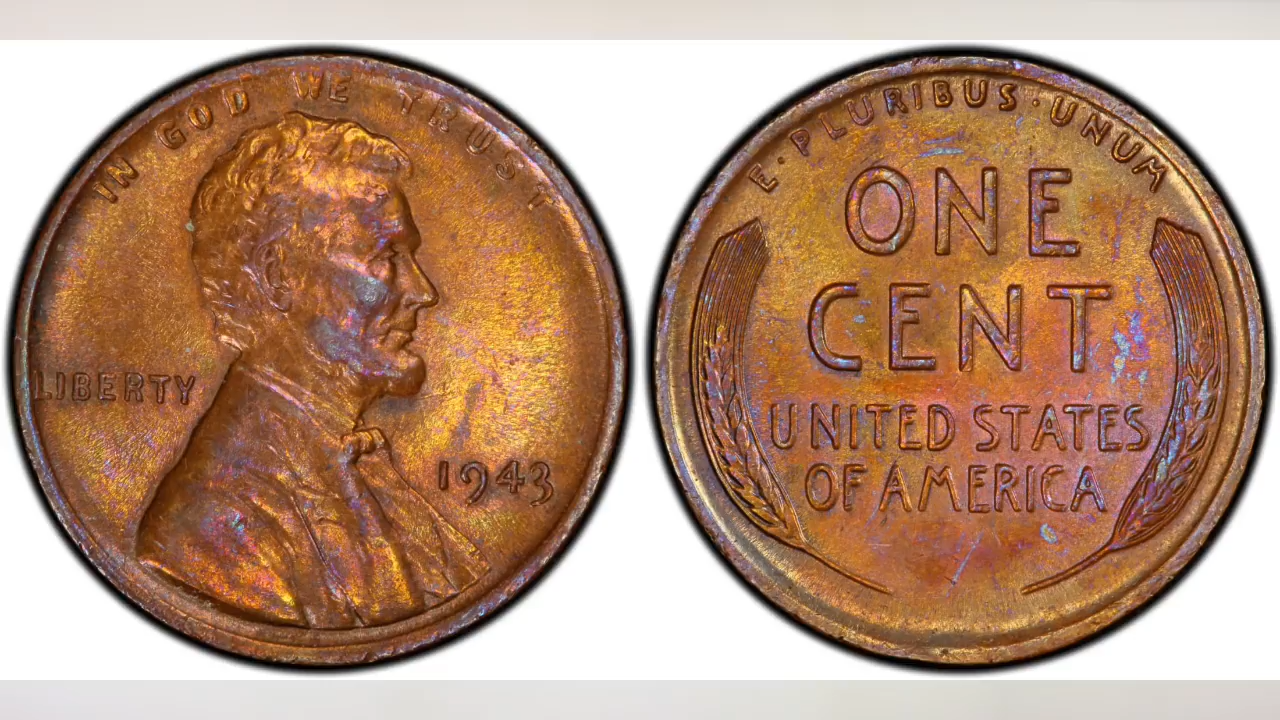 IN GOD WE TRUST
LIBERTY
1943
E·PLURIBUS·UNUM
ONE
CENT
UNITED STATES
OF AMERICA